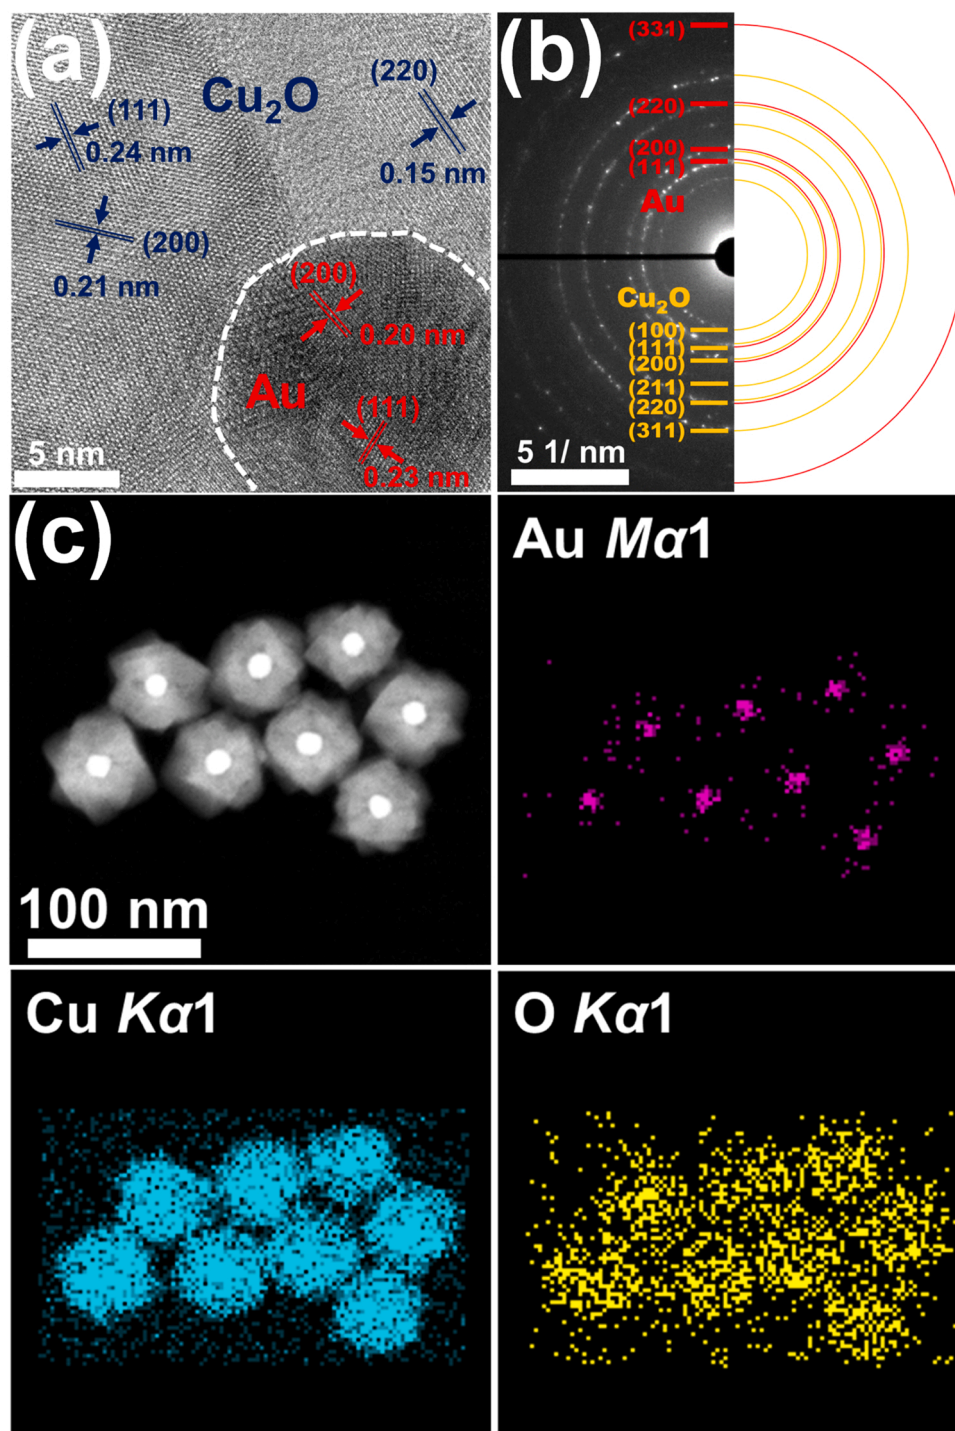 (a)
Cu₂O
(220)
(111)
0.24 nm
0.15 nm
(200)
0.21 nm
(200)
0.20 nm
Au
(111)
0.23 nm
5 nm
(b)
(331)
(220)
(200)
(111)
Au
Cu₂O
(100)
(111)
(200)
(211)
(220)
(311)
5 1/ nm
(c)
100 nm
Au Mα1
Cu Kα1
O Kα1